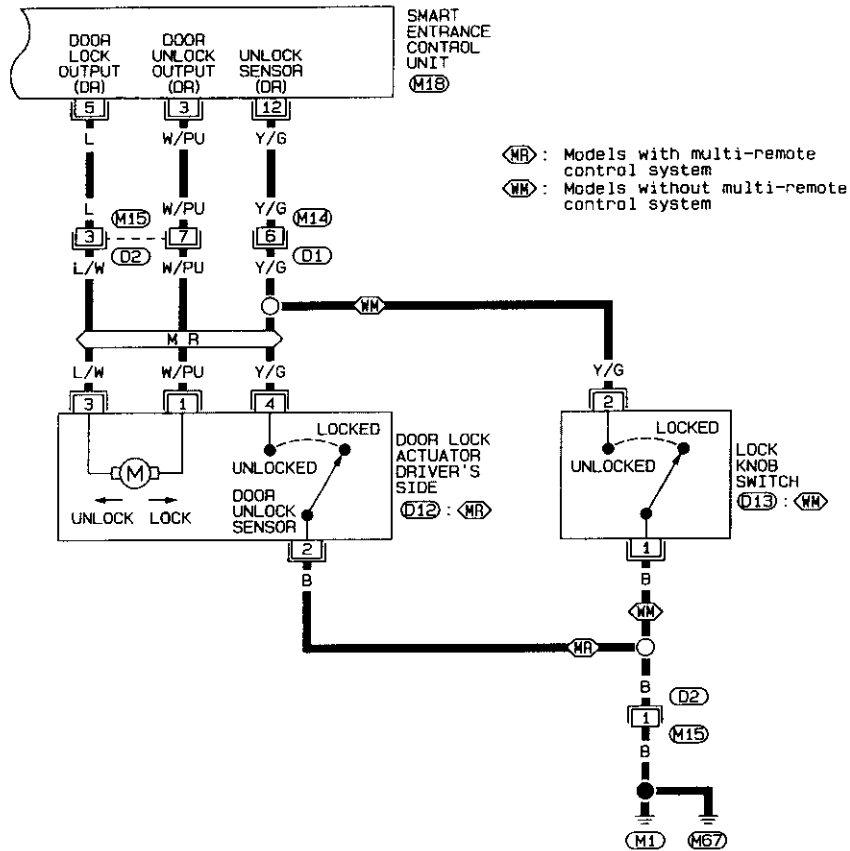 SMART
ENTRANCE
CONTROL
UNIT
M18
DOOR
LOCK
OUTPUT
(DR)
DOOR
UNLOCK
OUTPUT
(DR)
UNLOCK
SENSOR
(DR)
5 3 12
L W/PU Y/G
MR : Models with multi-remote
control system
WM : Models without multi-remote
control system
L W/PU Y/G
M15 M14
3 7 6
D2 D1
L/W W/PU Y/G
WM
M R
L/W W/PU Y/G
Y/G
3 1 4
2
LOCKED
UNLOCKED
DOOR
UNLOCK
SENSOR
M
UNLOCK LOCK
DOOR LOCK
ACTUATOR
DRIVER'S
SIDE
D12 : MR
LOCKED
UNLOCKED
LOCK
KNOB
SWITCH
D13 : WM
2
1
B
B
WM
MR
B
D2
1
M15
B
M1 M67